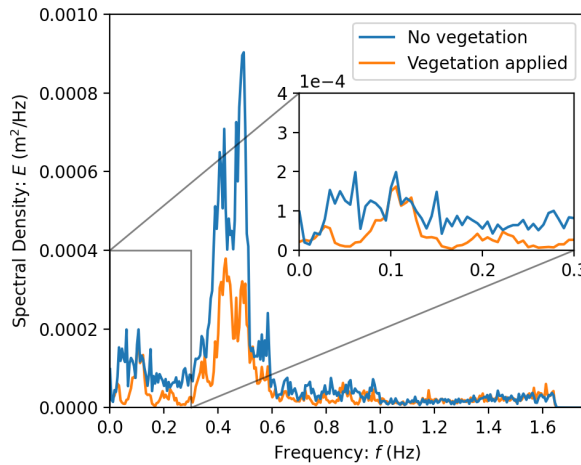 No vegetation
Vegetation applied
1e−4
4
3
2
1
0
0.0 0.1 0.2 0.3
Spectral Density: E (m²/Hz)
0.0010
0.0008
0.0006
0.0004
0.0002
0.0000
0.0 0.2 0.4 0.6 0.8 1.0 1.2 1.4 1.6
Frequency: f (Hz)